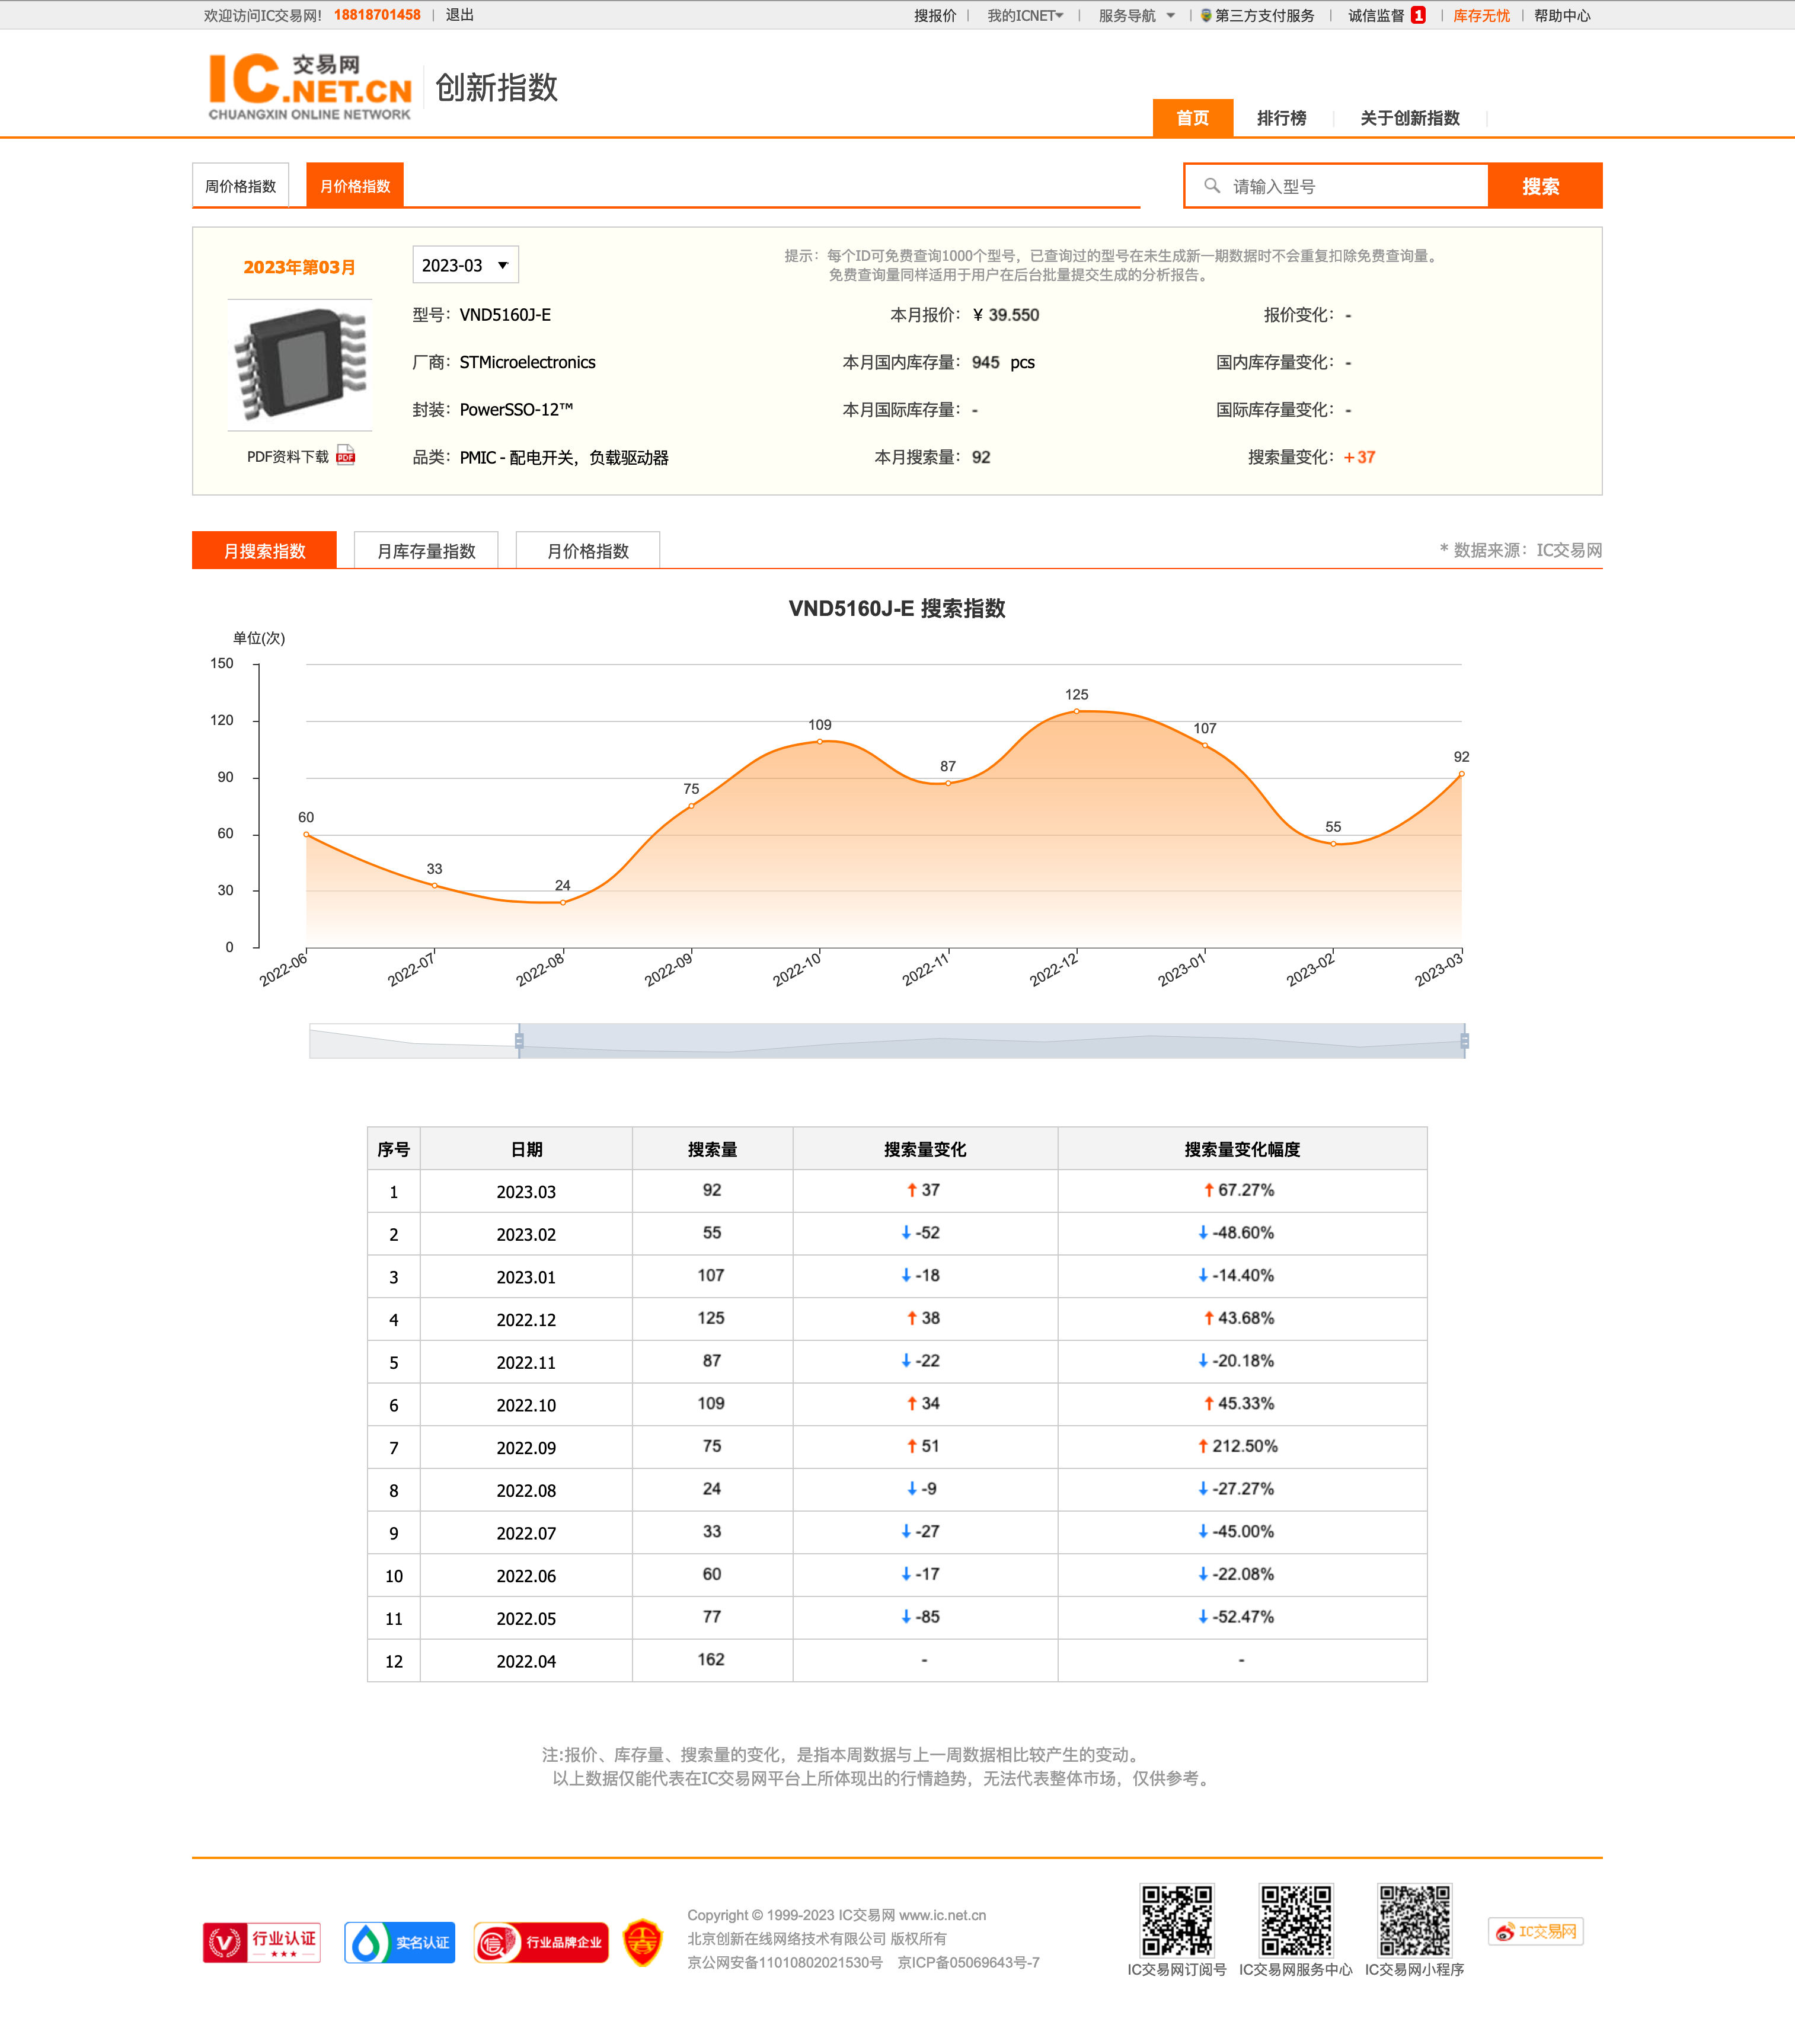 欢迎访问IC交易网! 18818701458 | 退出 搜报价 | 我的ICNET | 服务导航 | 第三方支付服务 | 诚信监督 1 | 库存无忧 | 帮助中心
IC交易网.NET.CN 创新指数
CHUANGXIN ONLINE NETWORK
首页 排行榜 关于创新指数
周价格指数 月价格指数 请输入型号 搜索
2023年第03月 2023-03
提示：每个ID可免费查询1000个型号，已查询过的型号在未生成新一期数据时不会重复扣除免费查询量。
免费查询量同样适用于用户在后台批量提交生成的分析报告。
型号：VND5160J-E 本月报价：¥ 39.550 报价变化：-
厂商：STMicroelectronics 本月国内库存量：945 pcs 国内库存量变化：-
封装：PowerSSO-12™ 本月国际库存量：- 国际库存量变化：-
PDF资料下载 PDF 品类：PMIC - 配电开关，负载驱动器 本月搜索量：92 搜索量变化：+37
月搜索指数 月库存量指数 月价格指数 * 数据来源：IC交易网
VND5160J-E 搜索指数
单位(次)
150
120
90
60
30
0
60 33 24 75 109 87 125 107 55 92
2022-06 2022-07 2022-08 2022-09 2022-10 2022-11 2022-12 2023-01 2023-02 2023-03
序号 日期 搜索量 搜索量变化 搜索量变化幅度
1 2023.03 92 ↑37 ↑67.27%
2 2023.02 55 ↓-52 ↓-48.60%
3 2023.01 107 ↓-18 ↓-14.40%
4 2022.12 125 ↑38 ↑43.68%
5 2022.11 87 ↓-22 ↓-20.18%
6 2022.10 109 ↑34 ↑45.33%
7 2022.09 75 ↑51 ↑212.50%
8 2022.08 24 ↓-9 ↓-27.27%
9 2022.07 33 ↓-27 ↓-45.00%
10 2022.06 60 ↓-17 ↓-22.08%
11 2022.05 77 ↓-85 ↓-52.47%
12 2022.04 162 - -
注:报价、库存量、搜索量的变化，是指本周数据与上一周数据相比较产生的变动。
以上数据仅能代表在IC交易网平台上所体现出的行情趋势，无法代表整体市场，仅供参考。
V 行业认证 实名认证 信 行业品牌企业
Copyright © 1999-2023 IC交易网 www.ic.net.cn
北京创新在线网络技术有限公司 版权所有
京公网安备11010802021530号 京ICP备05069643号-7
IC交易网订阅号 IC交易网服务中心 IC交易网小程序 IC交易网